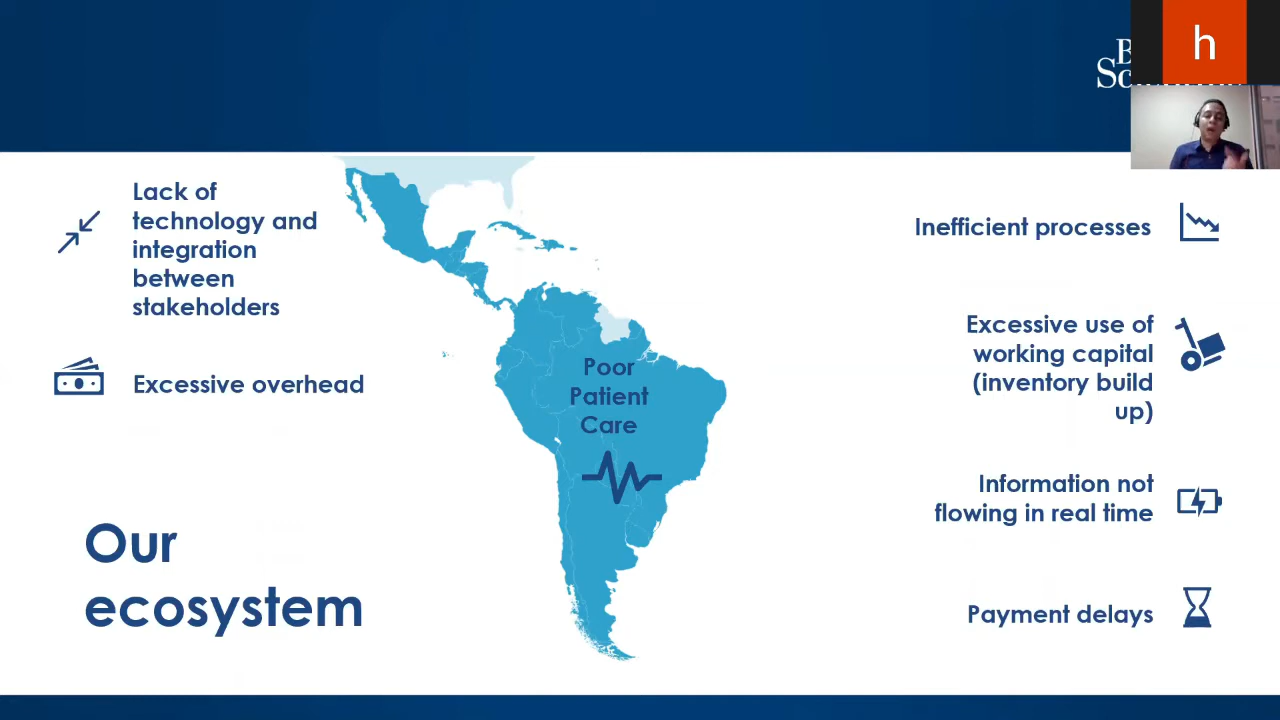 h
Lack of
technology and
integration
between
stakeholders
Excessive overhead
Our
ecosystem
Poor
Patient
Care
Inefficient processes
Excessive use of
working capital
(inventory build
up)
Information not
flowing in real time
Payment delays